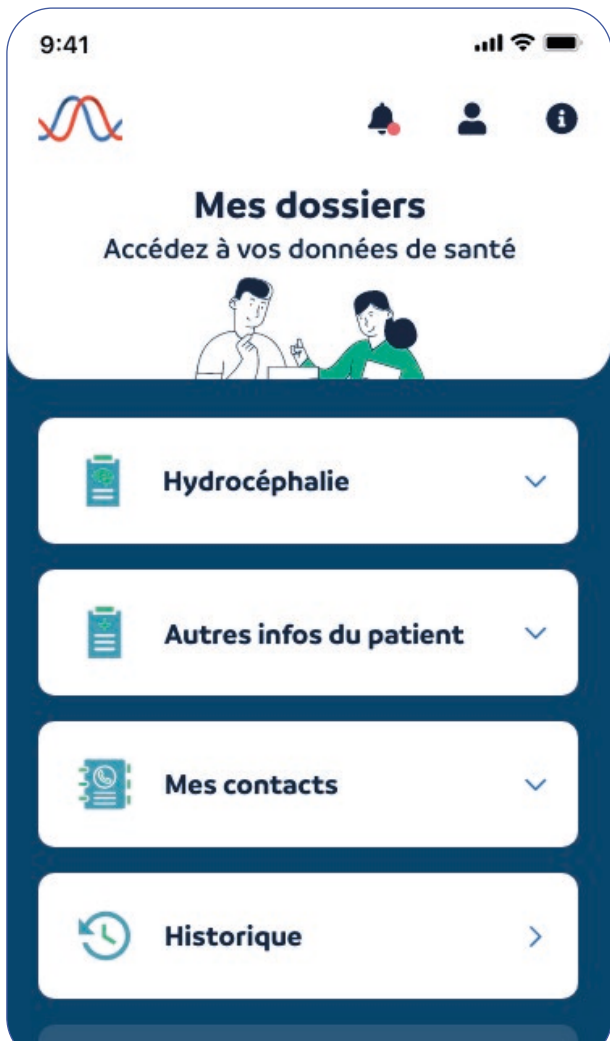 9:41
Mes dossiers
Accédez à vos données de santé
Hydrocéphalie
Autres infos du patient
Mes contacts
Historique